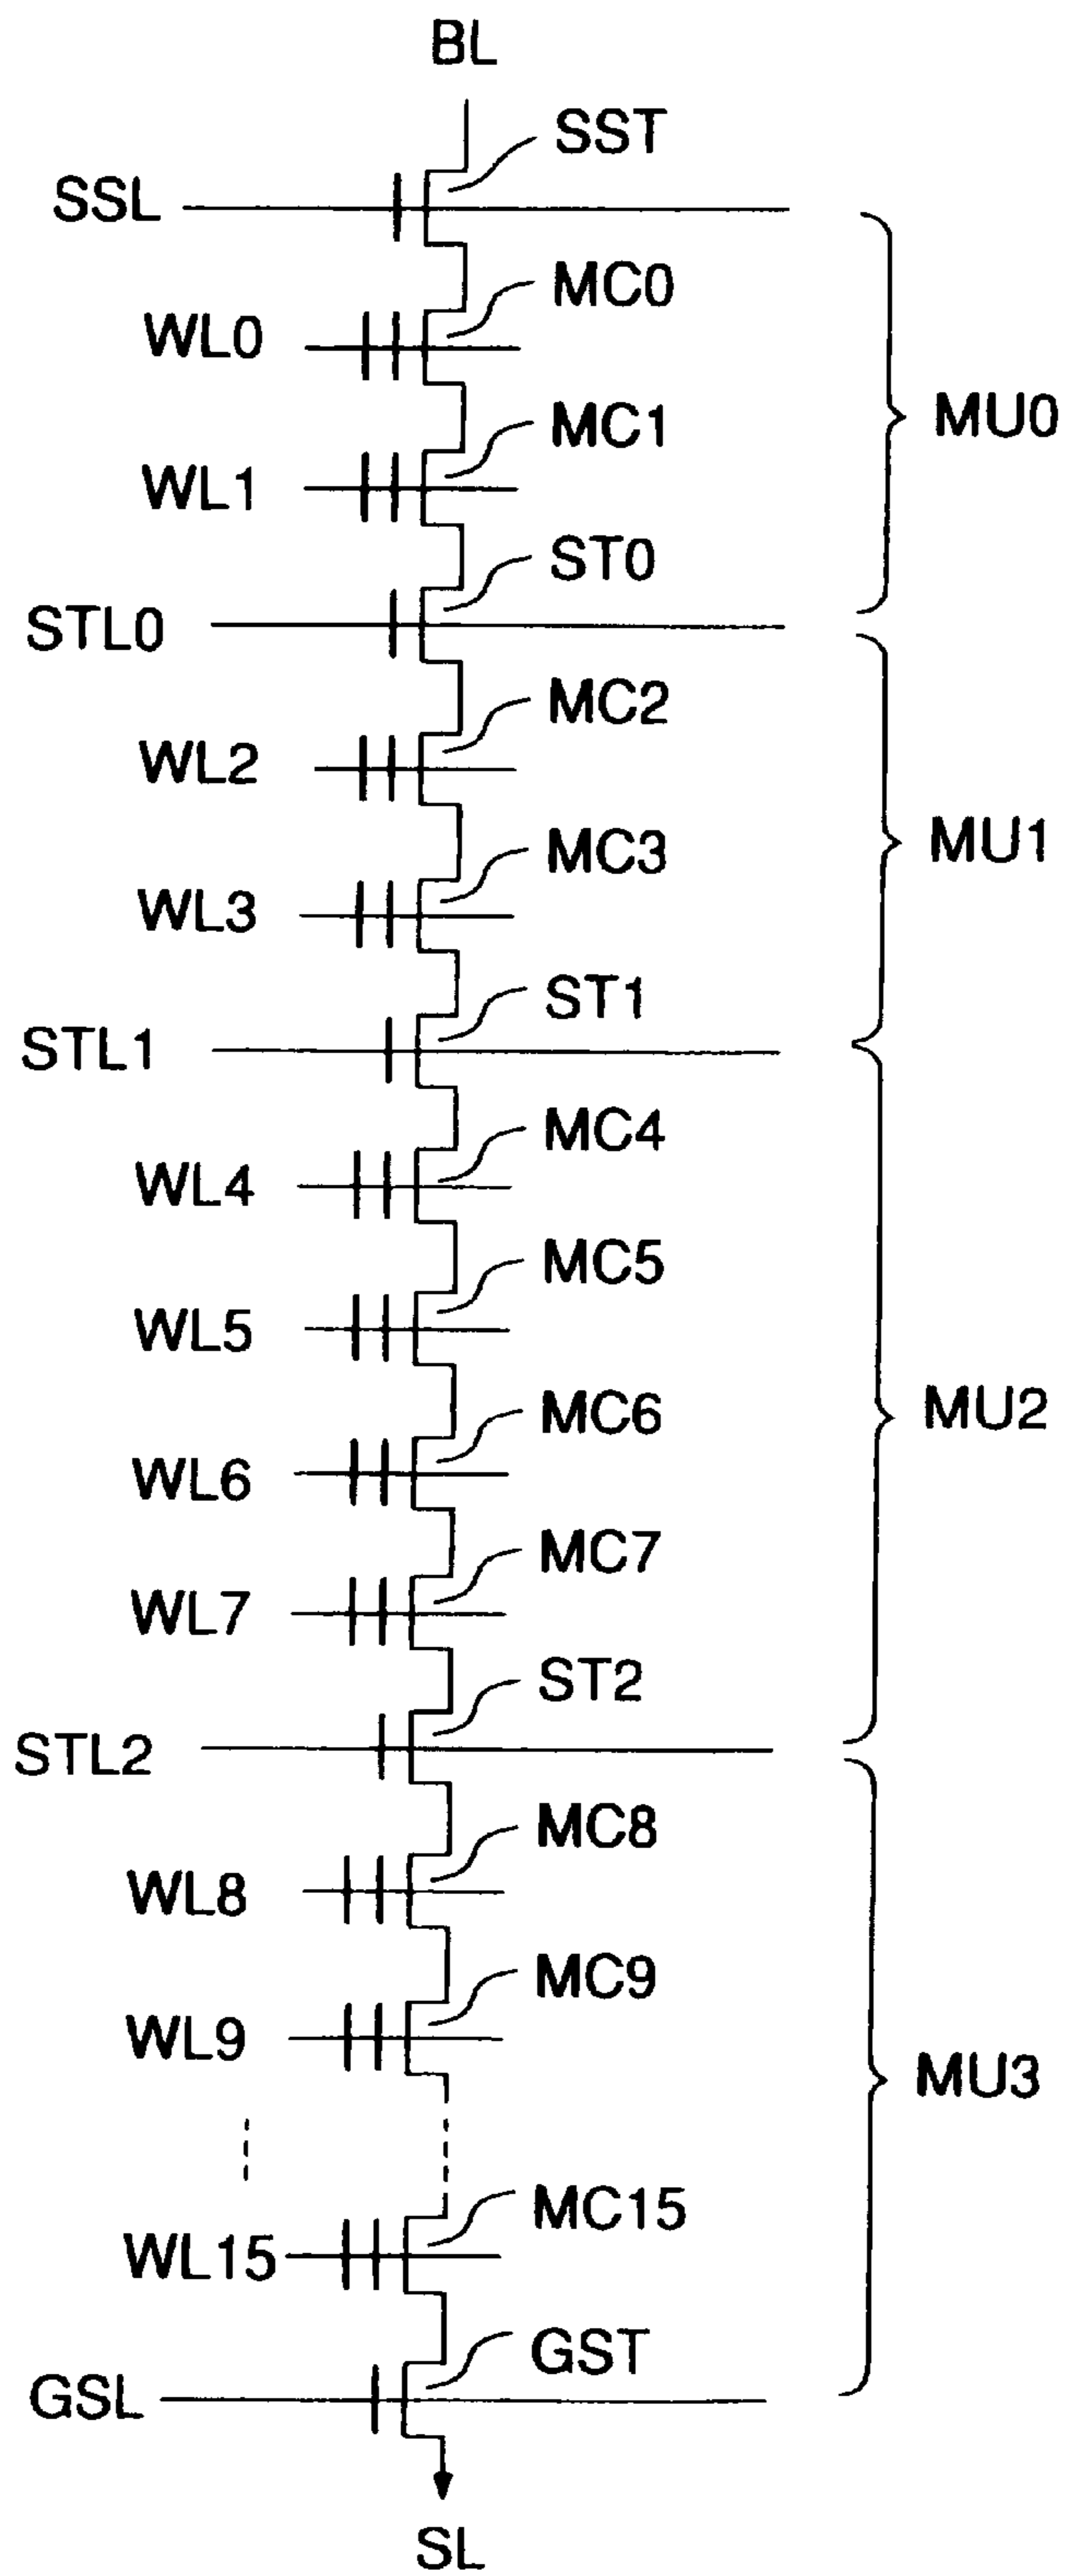 BL
SST
SSL
MC0
WL0
MU0
MC1
WL1
ST0
STL0
MC2
WL2
MU1
MC3
WL3
ST1
STL1
MC4
WL4
MC5
WL5
MU2
MC6
WL6
MC7
WL7
ST2
STL2
MC8
WL8
MC9
WL9
MU3
MC15
WL15
GST
GSL
SL